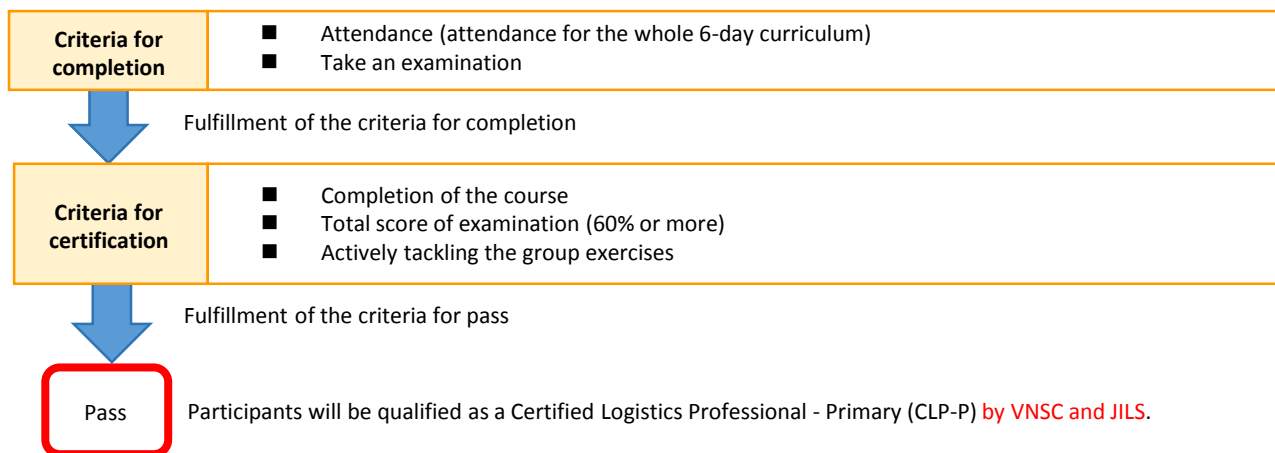 Criteria for
completion
■ Attendance (attendance for the whole 6-day curriculum)
■ Take an examination
Fulfillment of the criteria for completion
Criteria for
certification
■ Completion of the course
■ Total score of examination (60% or more)
■ Actively tackling the group exercises
Fulfillment of the criteria for pass
Pass
Participants will be qualified as a Certified Logistics Professional - Primary (CLP-P) by VNSC and JILS.